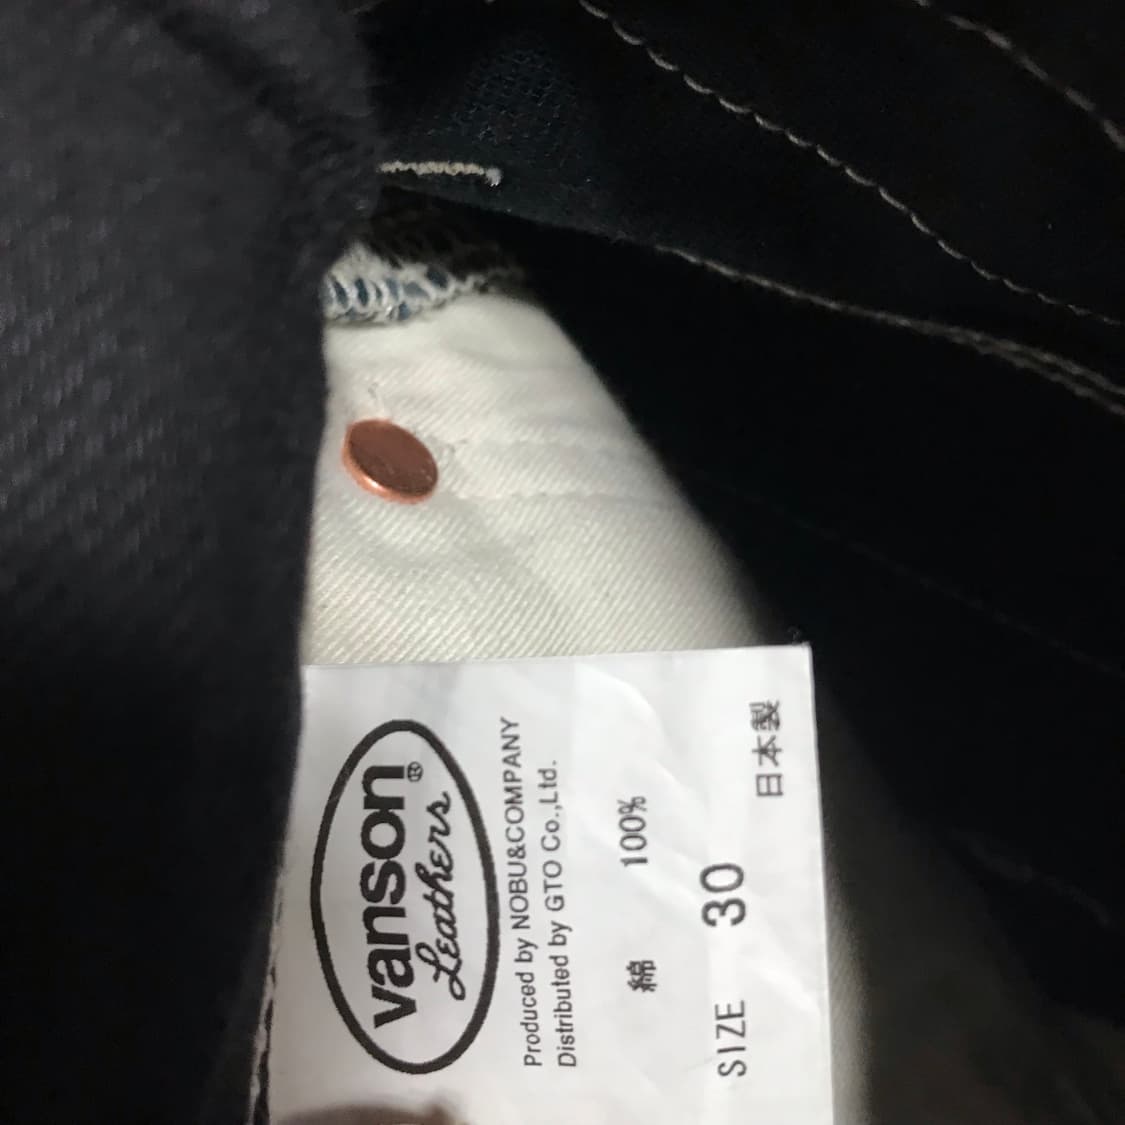 vanson®
Leathers
Produced by NOBU&COMPANY
Distributed by GTO Co.,Ltd.
綿 100%
SIZE 30
日本製